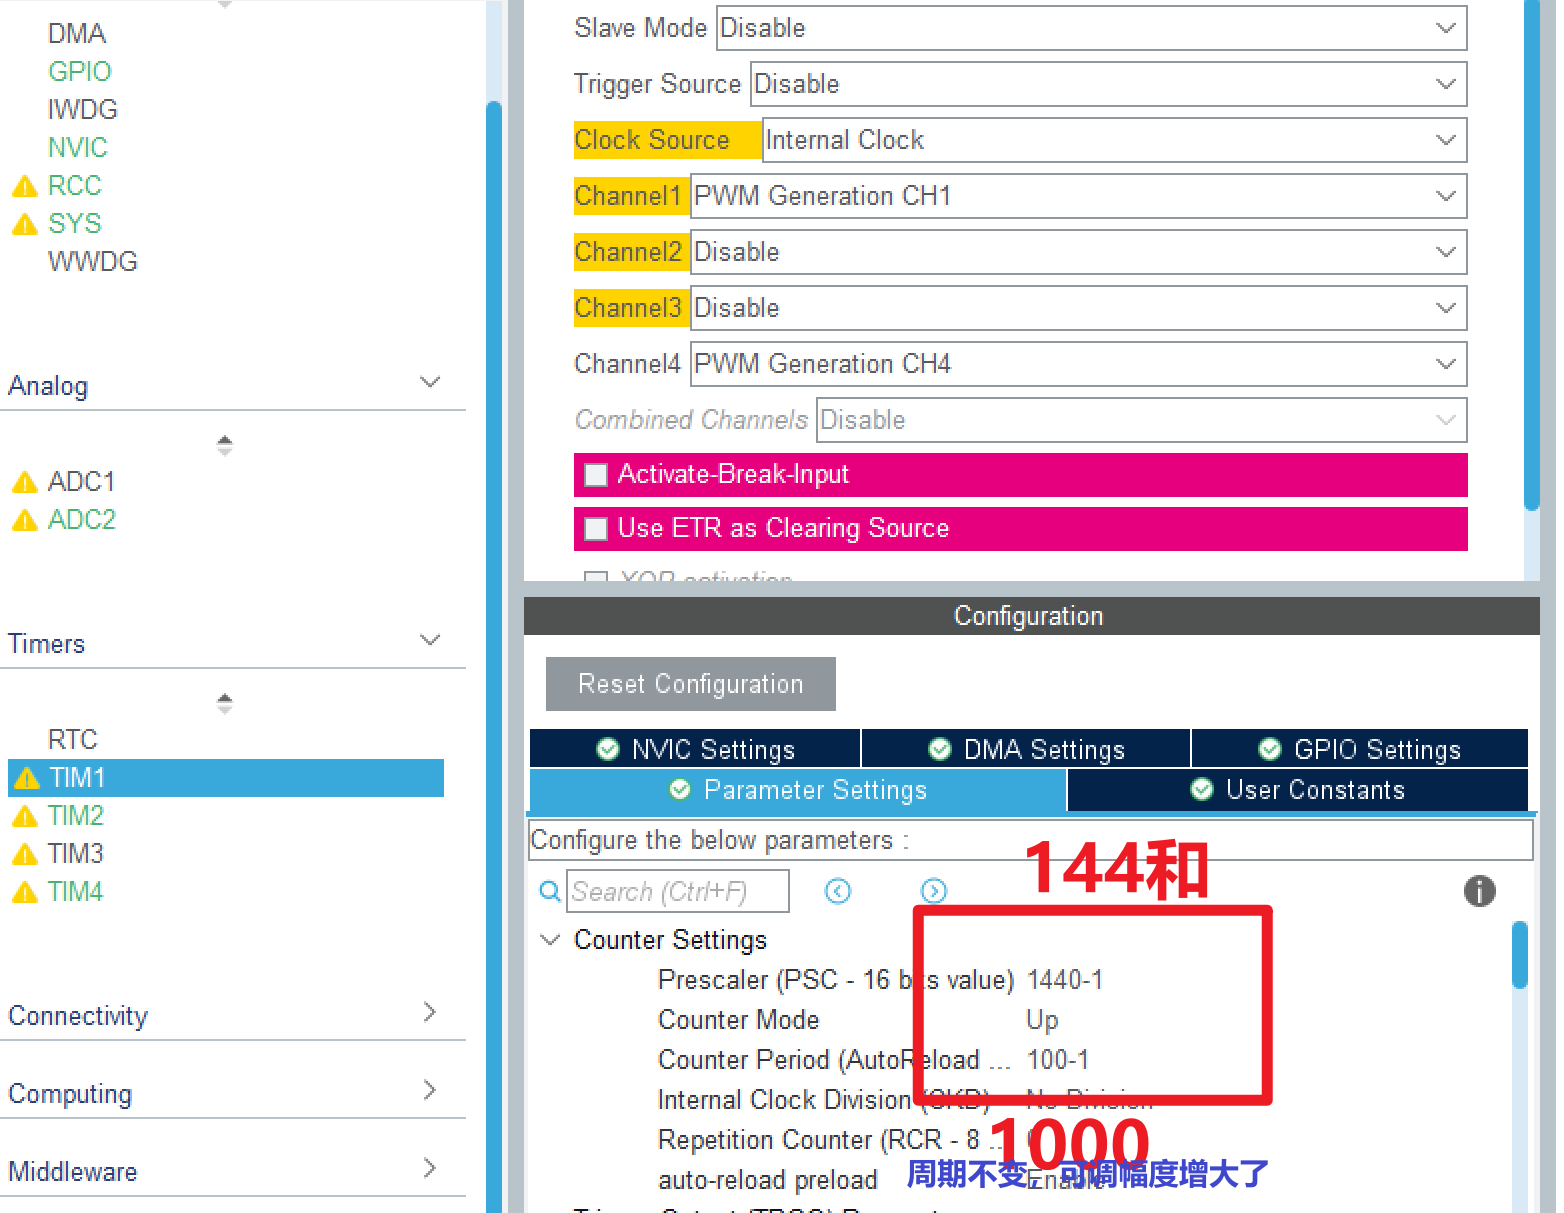 DMA
GPIO
IWDG
NVIC
RCC
SYS
WWDG
Analog
ADC1
ADC2
Timers
RTC
TIM1
TIM2
TIM3
TIM4
Connectivity
Computing
Middleware
Slave Mode Disable
Trigger Source Disable
Clock Source Internal Clock
Channel1 PWM Generation CH1
Channel2 Disable
Channel3 Disable
Channel4 PWM Generation CH4
Combined Channels Disable
Activate-Break-Input
Use ETR as Clearing Source
XOR activation
Configuration
Reset Configuration
NVIC Settings DMA Settings GPIO Settings
Parameter Settings User Constants
Configure the below parameters :
144和
Search (Ctrl+F)
Counter Settings
Prescaler (PSC - 16 bits value) 1440-1
Counter Mode Up
Counter Period (AutoReload ... 100-1
Internal Clock Division (CKD) No Division
Repetition Counter (RCR - 8 ...
1000
auto-reload preload Enable
周期不变，可调幅度增大了